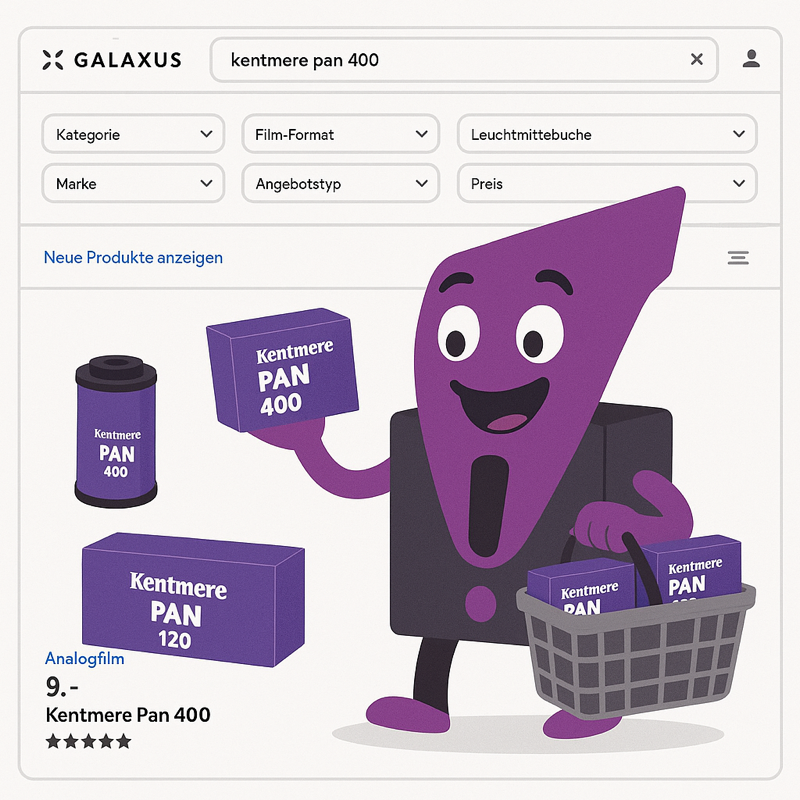 GALAXUS
kentmere pan 400
Kategorie
Film-Format
Leuchtmittebuche
Marke
Angebotstyp
Preis
Neue Produkte anzeigen
Kentmere
PAN
400
Kentmere
PAN
400
Kentmere
PAN
Kentmere
PAN
Kentmere
PAN
120
Analogfilm
9.-
Kentmere Pan 400